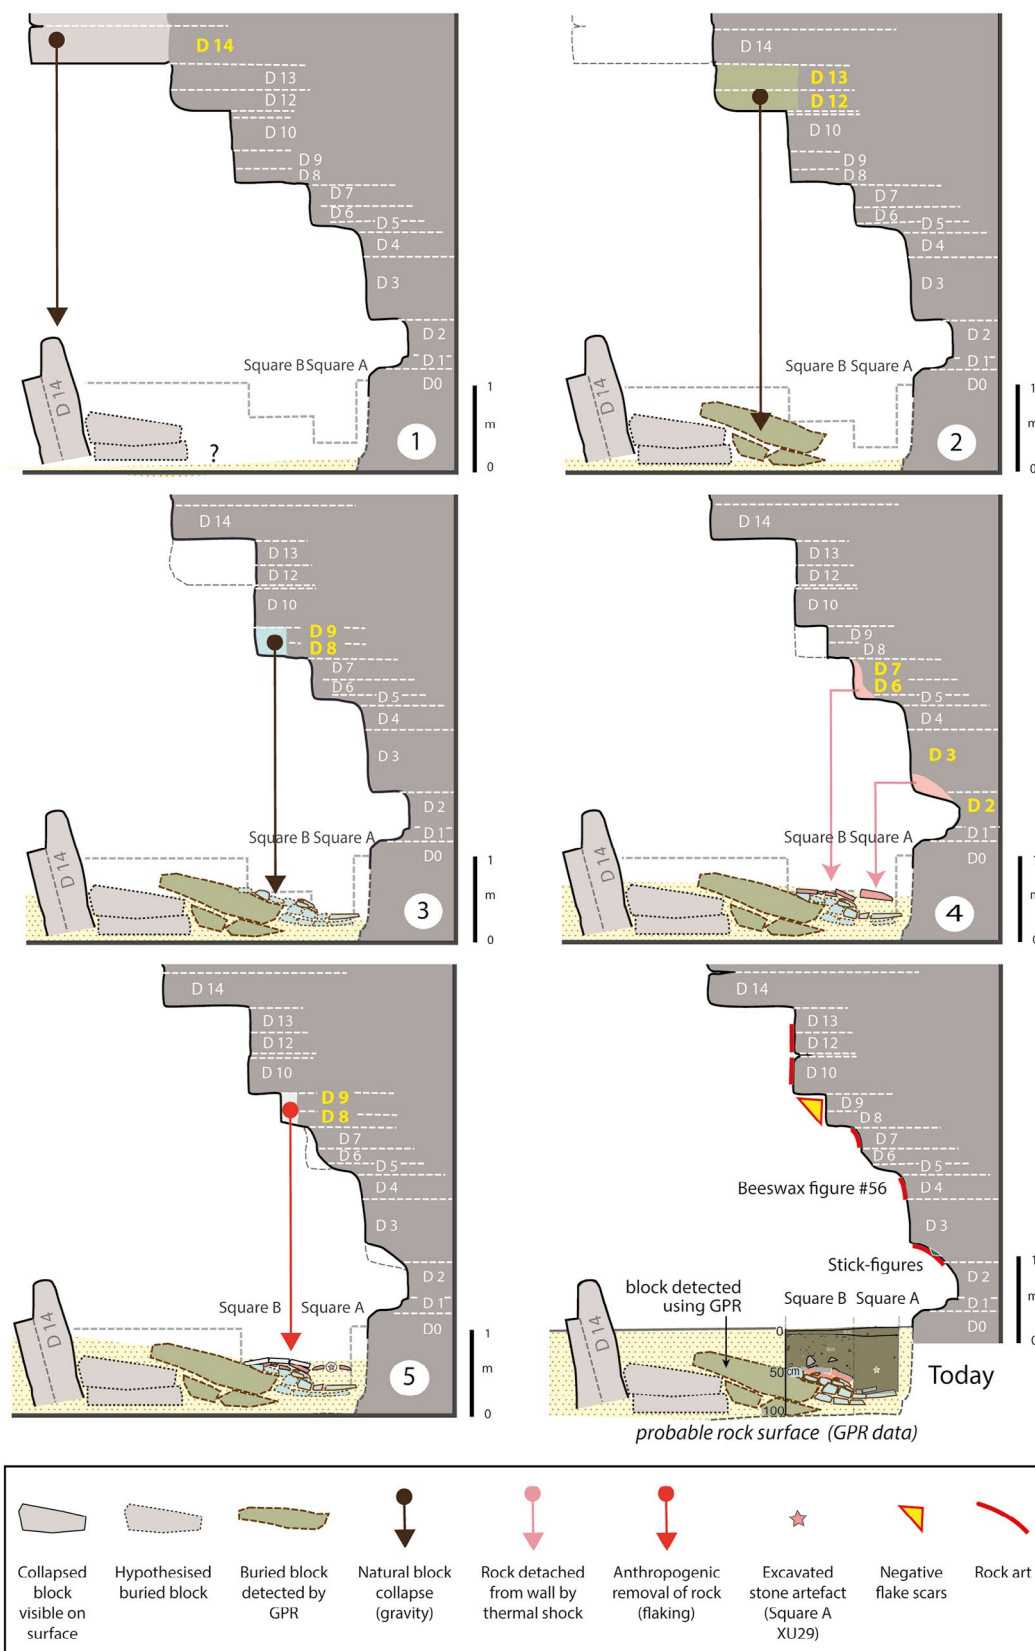 D 14
D 13
D 12
D 10
D 9
D 8
D 7
D 6
D 5
D 4
D 3
D 2
D 1
D0
Square B Square A
D 14
?
1
1
m
0
D 14
D 13
D 12
D 10
D 9
D 8
D 7
D 6
D 5
D 4
D 3
D 2
D 1
D0
Square B Square A
D 14
2
1
m
0
D 14
D 13
D 12
D 10
D 9
D 8
D 7
D 6
D 5
D 4
D 3
D 2
D 1
D0
Square B Square A
D 14
3
1
m
0
D 14
D 13
D 12
D 10
D 9
D 8
D 7
D 6
D 5
D 4
D 3
D 2
D 1
D0
Square B Square A
D 14
4
1
m
0
D 14
D 13
D 12
D 10
D 9
D 8
D 7
D 6
D 5
D 4
D 3
D 2
D 1
D0
Square B Square A
D 14
5
1
m
0
D 14
D 13
D 12
D 10
D 9
D 8
D 7
D 6
D 5
D 4
Beeswax figure #56
D 3
Stick-figures
D 2
D 1
D0
block detected
using GPR
Square B Square A
D 14
0
50 cm
100
1
m
0
Today
probable rock surface (GPR data)
Collapsed
block
visible on
surface
Hypothesised
buried block
Buried block
detected by
GPR
Natural block
collapse
(gravity)
Rock detached
from wall by
thermal shock
Anthropogenic
removal of rock
(flaking)
Excavated
stone artefact
(Square A
XU29)
Negative
flake scars
Rock art